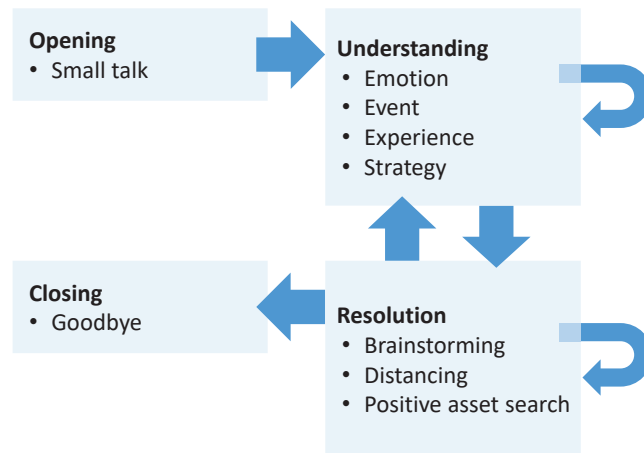 Opening
• Small talk
Understanding
• Emotion
• Event
• Experience
• Strategy
Closing
• Goodbye
Resolution
• Brainstorming
• Distancing
• Positive asset search